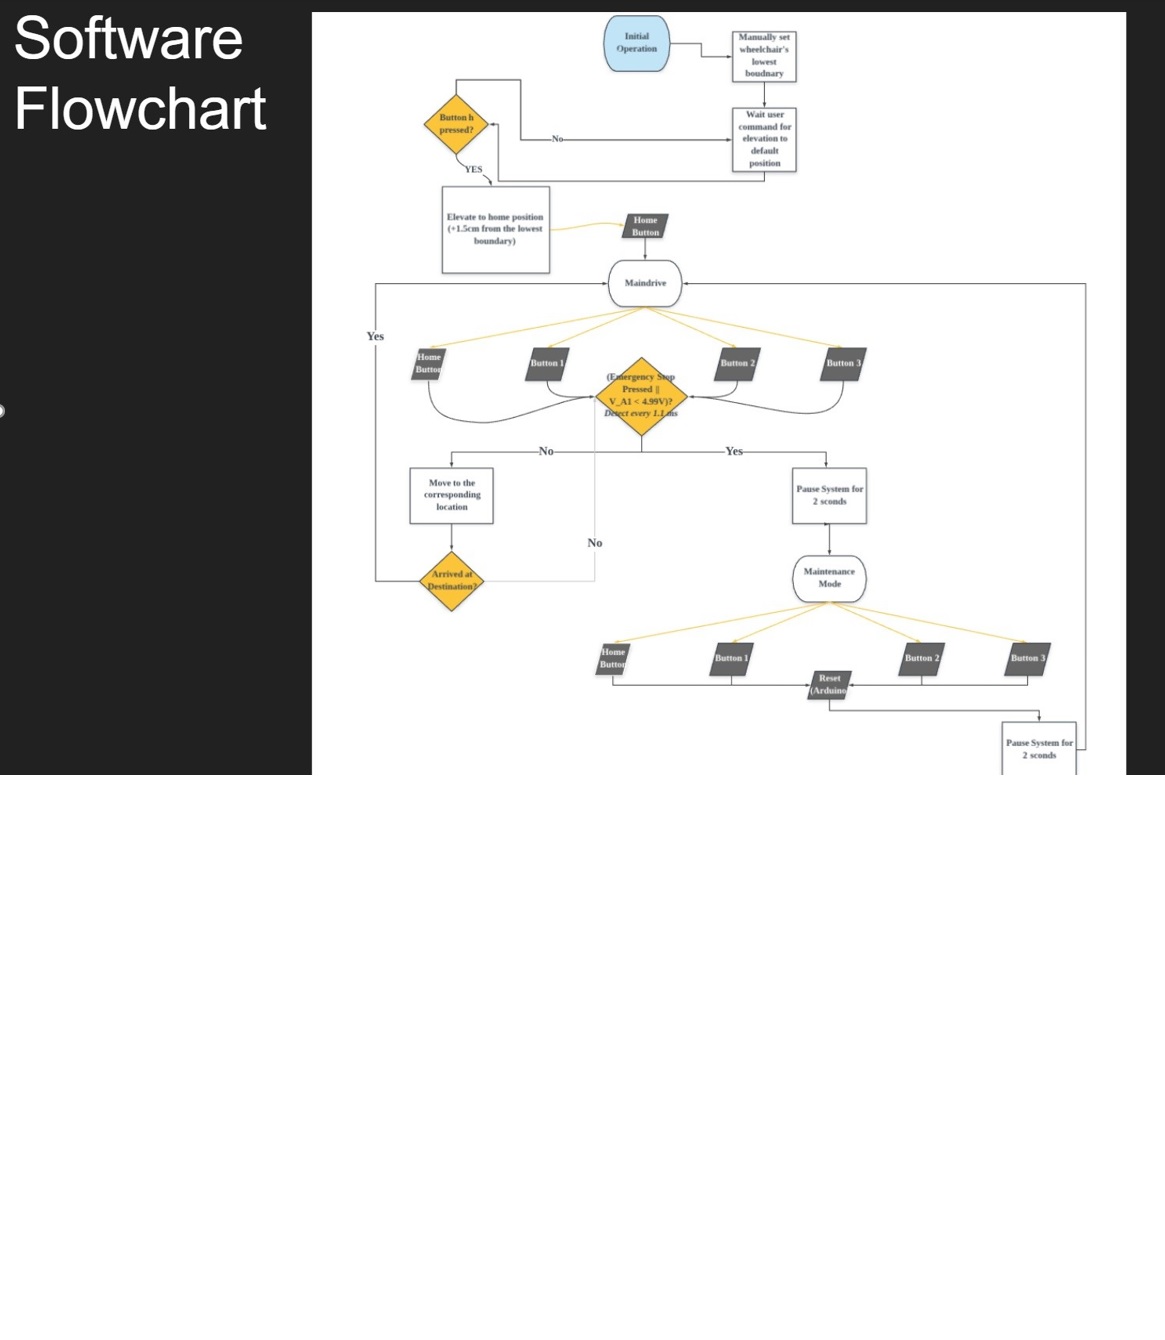 Software
Flowchart
Initial
Operation
Manually set
wheelchair's
lowest
boudnary
Wait user
command for
elevation to
default
position
Button h
pressed?
No
YES
Elevate to home position
(+1.5cm from the lowest
boundary)
Home
Button
Maindrive
Yes
Home
Button
Button 1
Button 2
Button 3
(Emergency Stop
Pressed ||
V_A1 < 4.99V)?
Detect every 1.1 ms
No
Yes
Move to the
corresponding
location
Pause System for
2 sconds
No
Arrived at
Destination?
Maintenance
Mode
Home
Button
Button 1
Button 2
Button 3
Reset
(Arduino
Pause System for
2 sconds